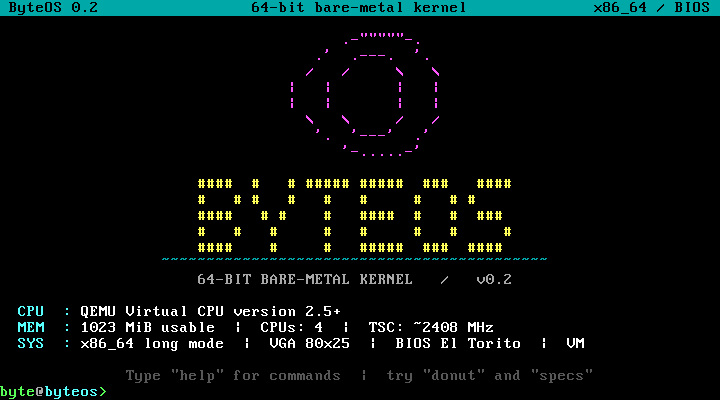 ByteOS 0.2 64-bit bare-metal kernel x86_64 / BIOS
BYTEOS
64-BIT BARE-METAL KERNEL / v0.2
CPU : QEMU Virtual CPU version 2.5+
MEM : 1023 MiB usable | CPUs: 4 | TSC: ~2408 MHz
SYS : x86_64 long mode | VGA 80x25 | BIOS El Torito | VM
Type "help" for commands | try "donut" and "specs"
byte@byteos>